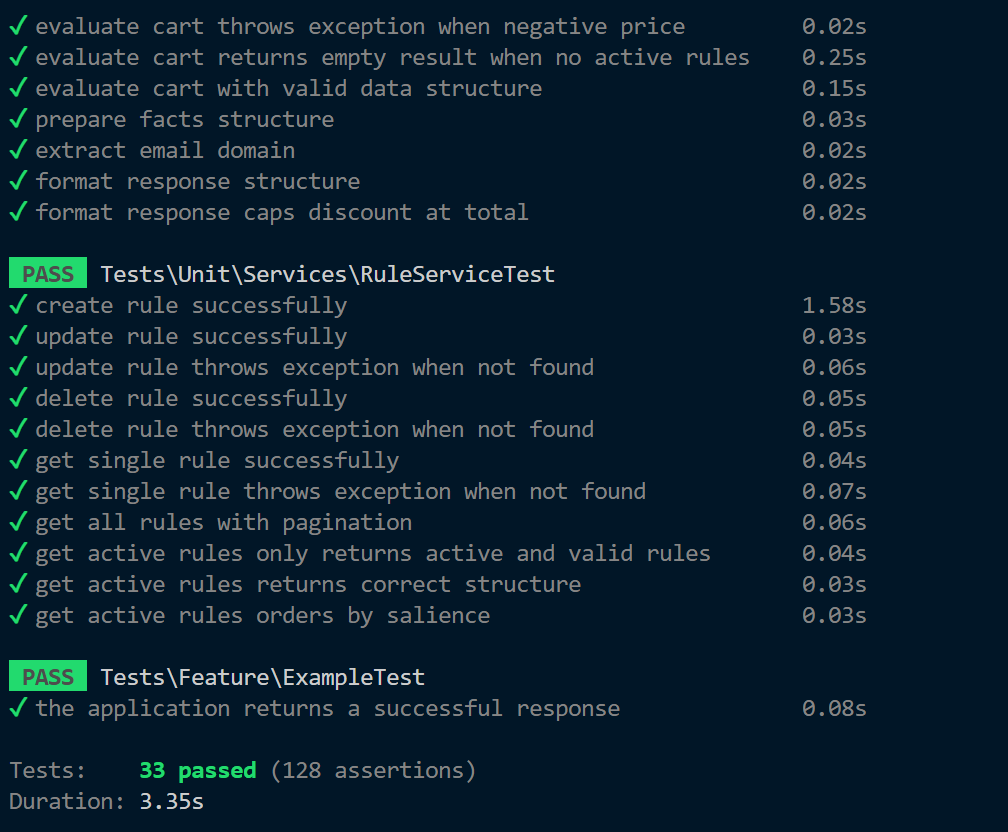 ✓ evaluate cart throws exception when negative price 0.02s
✓ evaluate cart returns empty result when no active rules 0.25s
✓ evaluate cart with valid data structure 0.15s
✓ prepare facts structure 0.03s
✓ extract email domain 0.02s
✓ format response structure 0.02s
✓ format response caps discount at total 0.02s
PASS Tests\Unit\Services\RuleServiceTest
✓ create rule successfully 1.58s
✓ update rule successfully 0.03s
✓ update rule throws exception when not found 0.06s
✓ delete rule successfully 0.05s
✓ delete rule throws exception when not found 0.05s
✓ get single rule successfully 0.04s
✓ get single rule throws exception when not found 0.07s
✓ get all rules with pagination 0.06s
✓ get active rules only returns active and valid rules 0.04s
✓ get active rules returns correct structure 0.03s
✓ get active rules orders by salience 0.03s
PASS Tests\Feature\ExampleTest
✓ the application returns a successful response 0.08s
Tests: 33 passed (128 assertions)
Duration: 3.35s